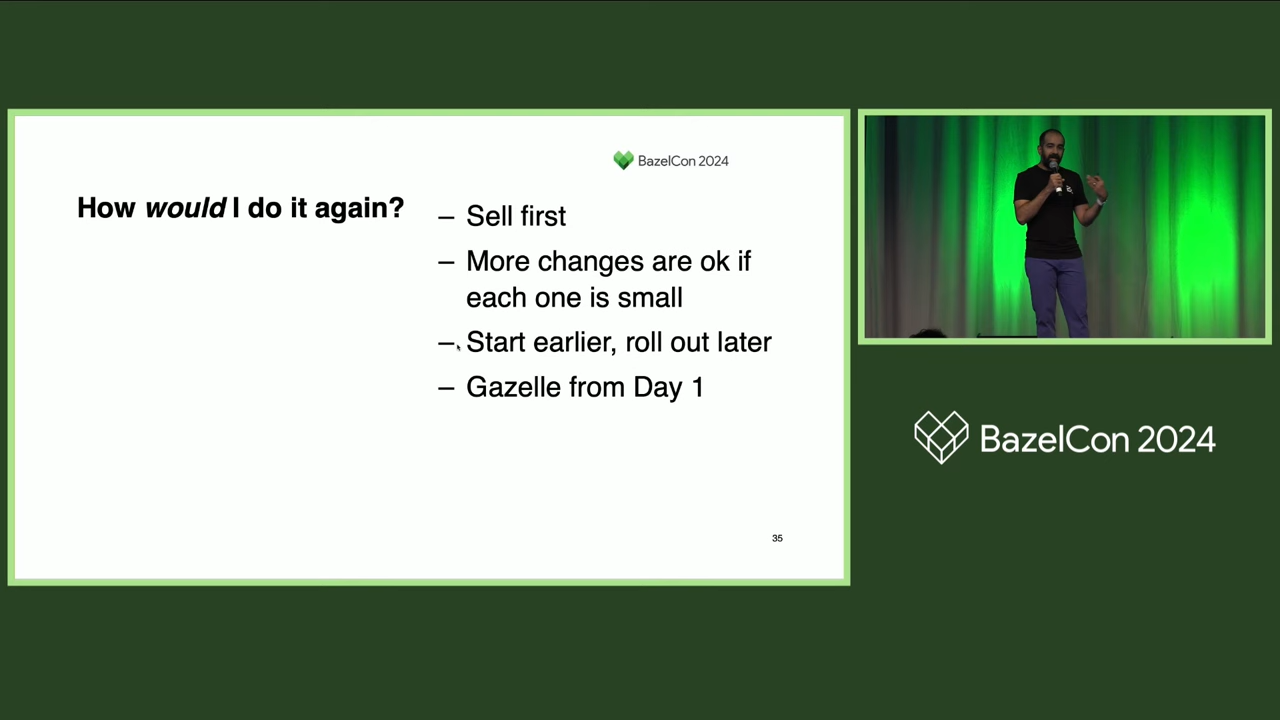 BazelCon 2024
How would I do it again?
– Sell first
– More changes are ok if
each one is small
– Start earlier, roll out later
– Gazelle from Day 1
35
BazelCon 2024